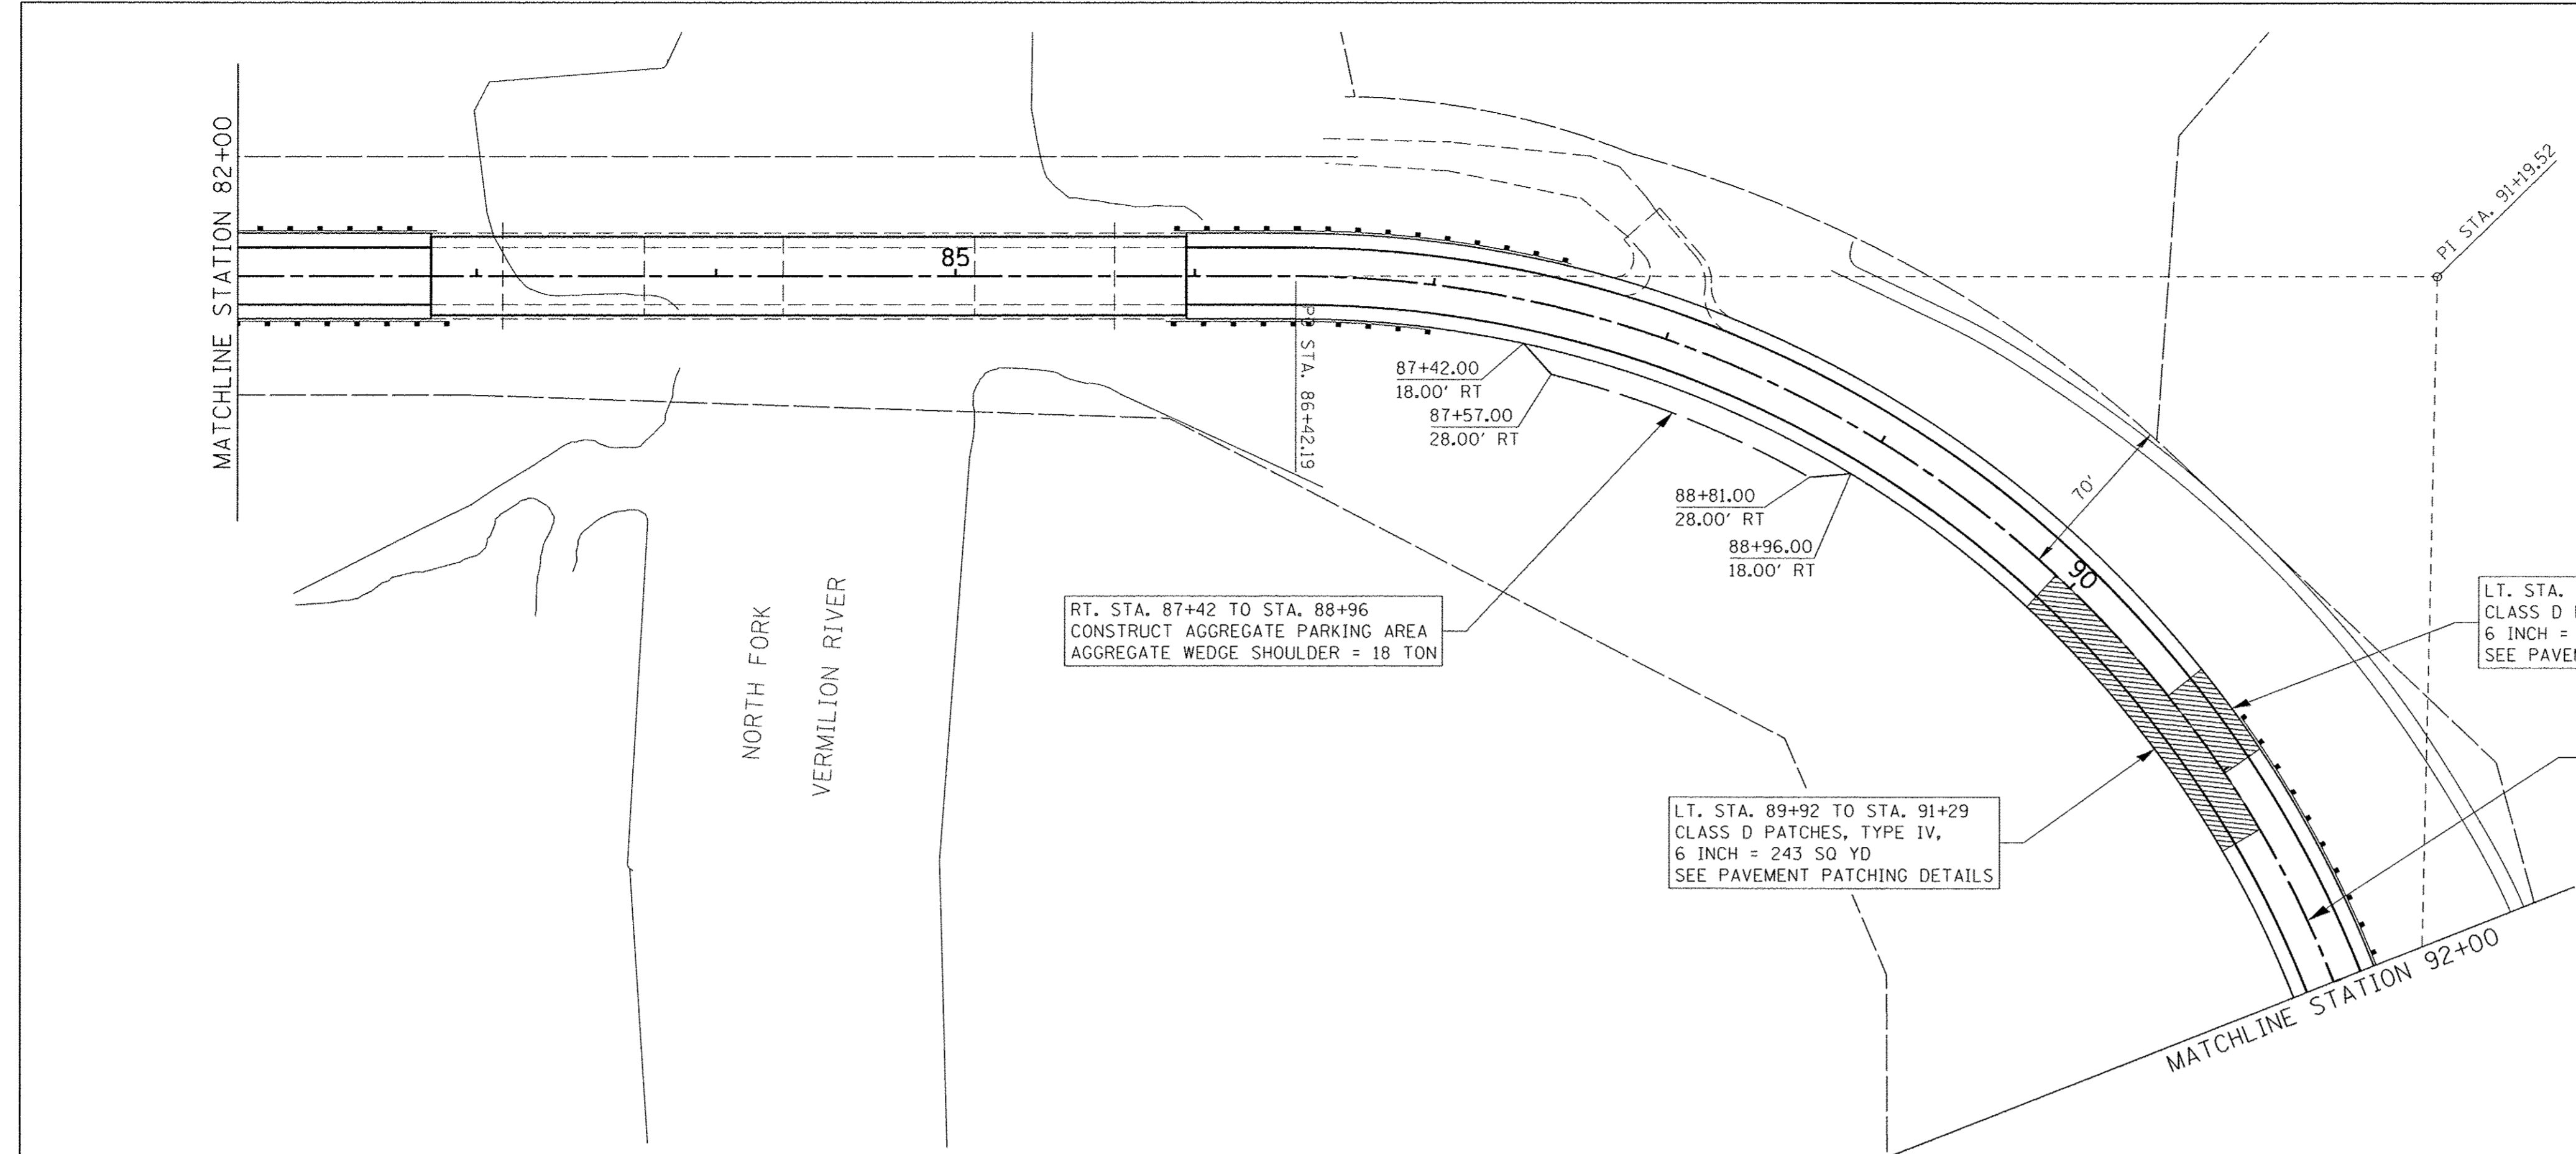 MATCHLINE STATION 82+00
85
PC STA. 86+42.19
PI STA. 91+19.52
87+42.00
18.00' RT
87+57.00
28.00' RT
88+81.00
28.00' RT
88+96.00
18.00' RT
70'
90
RT. STA. 87+42 TO STA. 88+96
CONSTRUCT AGGREGATE PARKING AREA
AGGREGATE WEDGE SHOULDER = 18 TON
NORTH FORK
VERMILION RIVER
LT. STA.
CLASS D
6 INCH =
SEE
LT. STA. 89+92 TO STA. 91+29
CLASS D PATCHES, TYPE IV,
6 INCH = 243 SQ YD
SEE PAVEMENT PATCHING DETAILS
MATCHLINE STATION 92+00